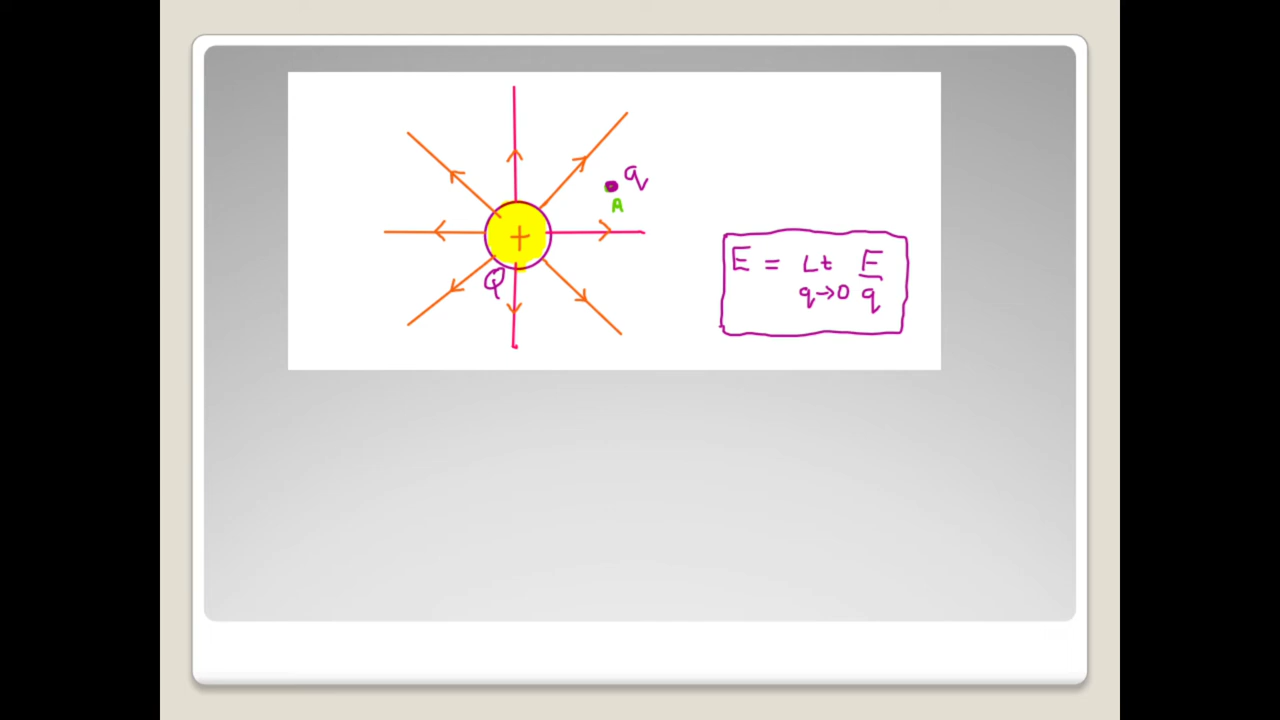 q
A
+
Q
E = Lt F/q
q→0